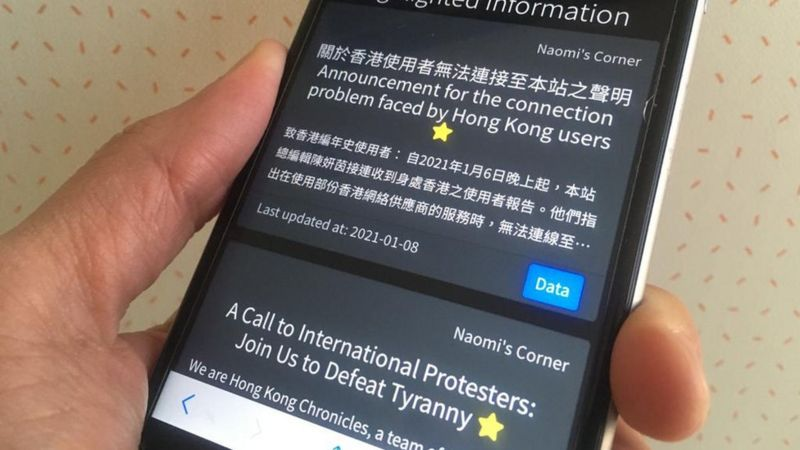 Information
Naomi's Corner
關於香港使用者無法連接至本站之聲明
Announcement for the connection
problem faced by Hong Kong users
致香港編年史使用者：自2021年1月6日晚上起，本站
總編輯陳妍茵接連收到身處香港之使用者報告。他們指
出在使用部份香港網絡供應商的服務時，無法連線至…
Last updated at: 2021-01-08
Data
Naomi's Corner
A Call to International Protesters:
Join Us to Defeat Tyranny
We are Hong Kong Chronicles, a team of